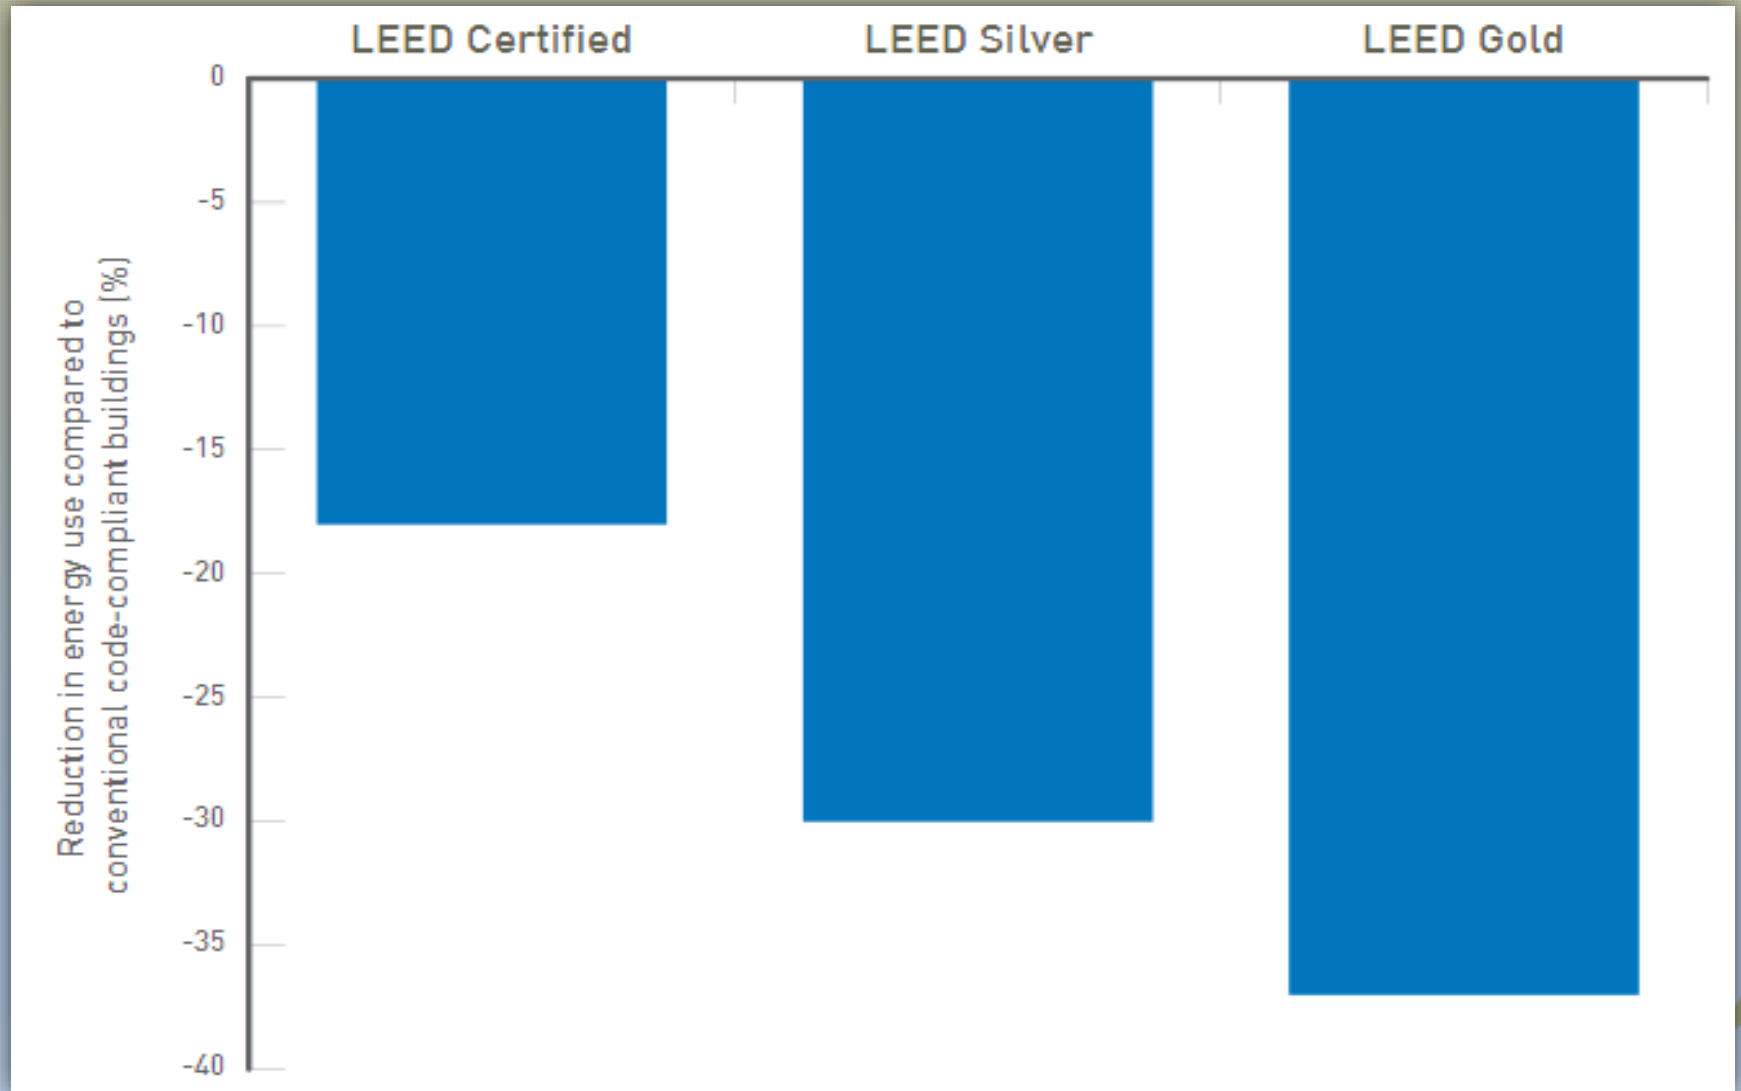 LEED Certified
LEED Silver
LEED Gold
0
-5
-10
-15
-20
-25
-30
-35
-40
Reduction in energy use compared to
conventional code-compliant buildings (%)